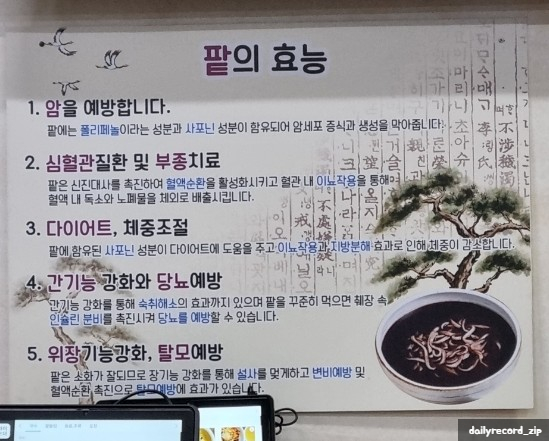 팥의 효능
1. 암을 예방합니다.
팥에는 폴리페놀이라는 성분과 사포닌 성분이 함유되어 암세포 증식과 생성을 막아줍니다.
2. 심혈관질환 및 부종치료
팥은 신진대사를 촉진하여 혈액순환을 활성화시키고 혈관 내 이뇨작용을 통해
혈액 내 독소와 노폐물을 체외로 배출시킵니다.
3. 다이어트, 체중조절
팥에 함유된 사포닌 성분이 다이어트에 도움을 주고 이뇨작용과 지방분해 효과로 인해 체중이 감소합니다.
4. 간기능 강화와 당뇨예방
간기능 강화를 통해 숙취해소의 효과까지 있으며 팥을 꾸준히 먹으면 췌장 속
인슐린 분비를 촉진시켜 당뇨를 예방할 수 있습니다.
5. 위장기능강화, 탈모예방
팥은 소화가 잘되므로 장기능 강화를 통해 설사를 멎게하고 변비예방 및
혈액순환 촉진으로 탈모예방에 효과가 있습니다.
dailyrecord_zip